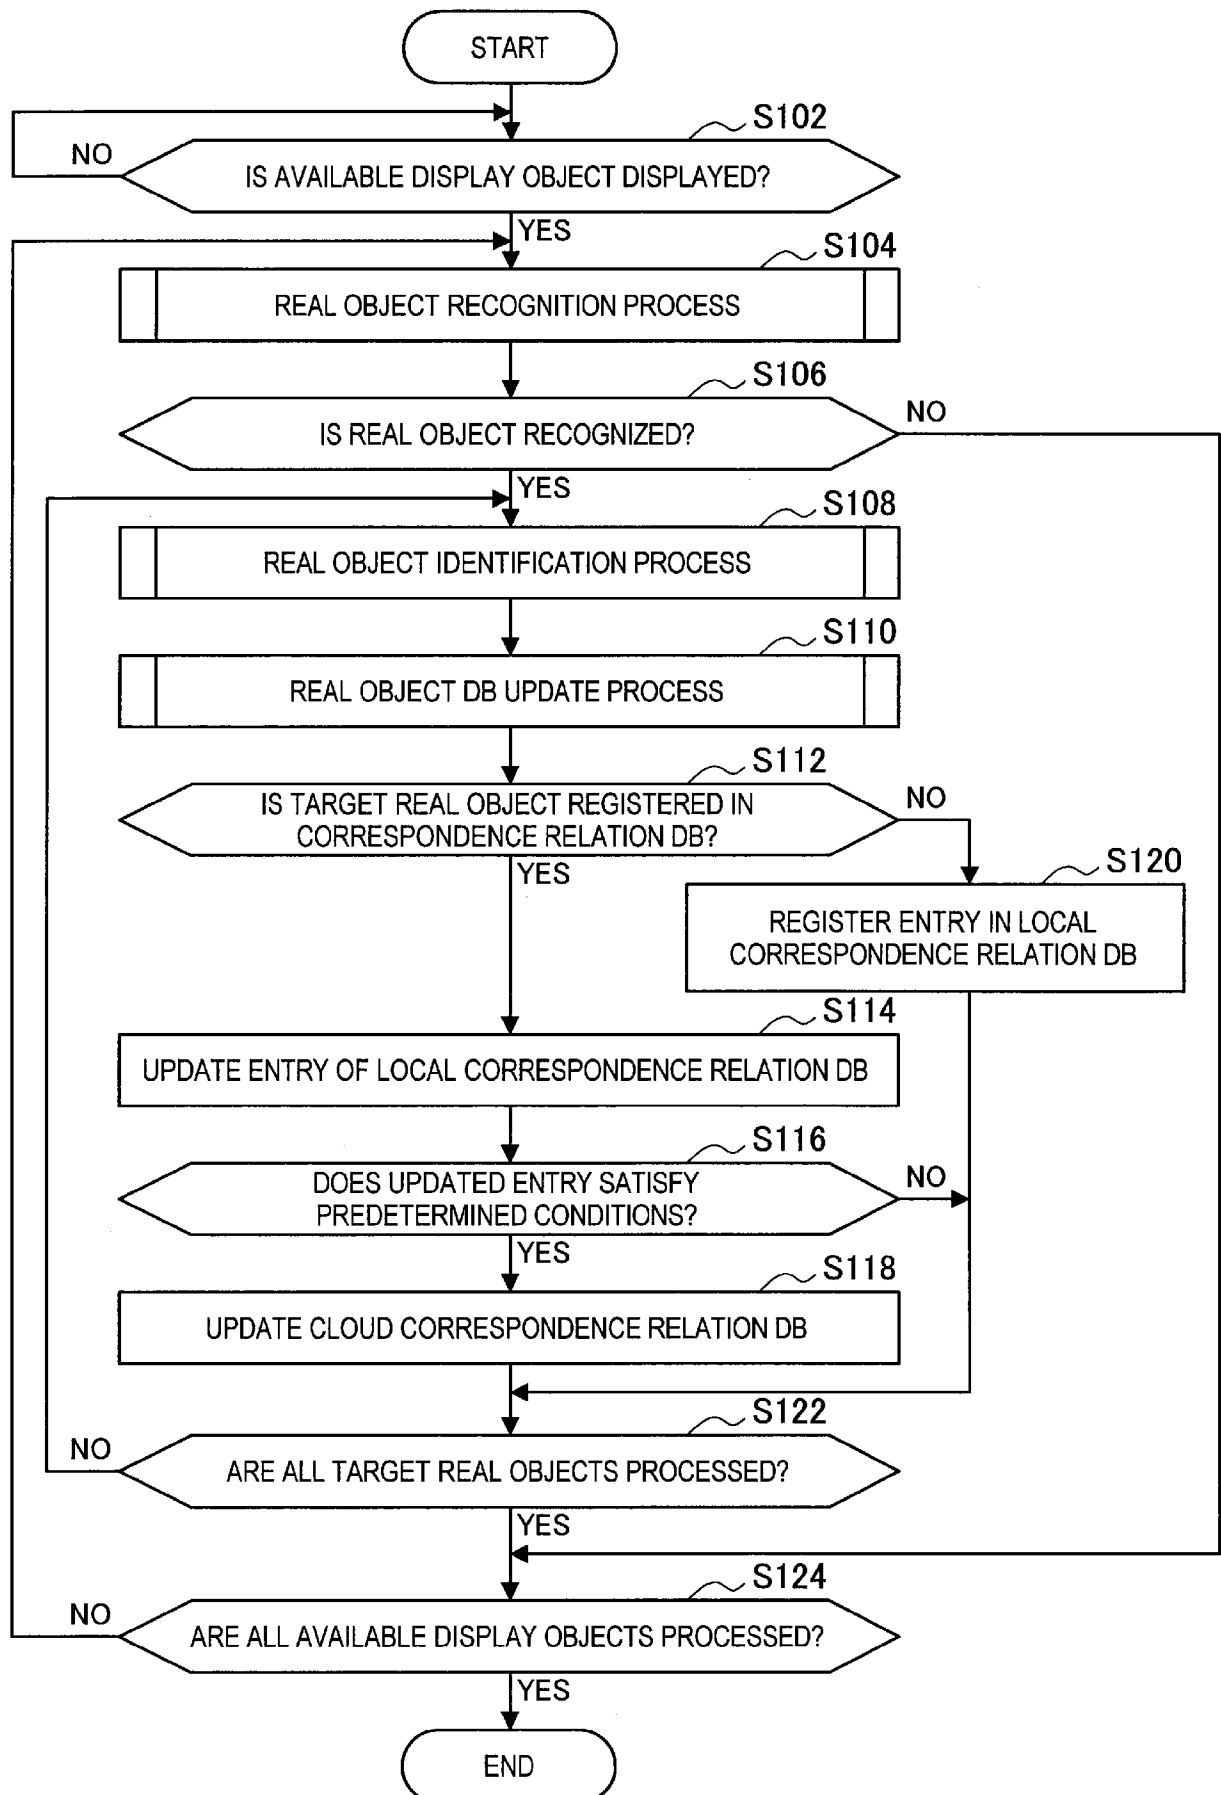 START
S102
NO
IS AVAILABLE DISPLAY OBJECT DISPLAYED?
YES
S104
REAL OBJECT RECOGNITION PROCESS
S106
NO
IS REAL OBJECT RECOGNIZED?
YES
S108
REAL OBJECT IDENTIFICATION PROCESS
S110
REAL OBJECT DB UPDATE PROCESS
S112
NO
IS TARGET REAL OBJECT REGISTERED IN
CORRESPONDENCE RELATION DB?
YES
S120
REGISTER ENTRY IN LOCAL
CORRESPONDENCE RELATION DB
S114
UPDATE ENTRY OF LOCAL CORRESPONDENCE RELATION DB
S116
NO
DOES UPDATED ENTRY SATISFY
PREDETERMINED CONDITIONS?
YES
S118
UPDATE CLOUD CORRESPONDENCE RELATION DB
S122
NO
ARE ALL TARGET REAL OBJECTS PROCESSED?
YES
S124
NO
ARE ALL AVAILABLE DISPLAY OBJECTS PROCESSED?
YES
END